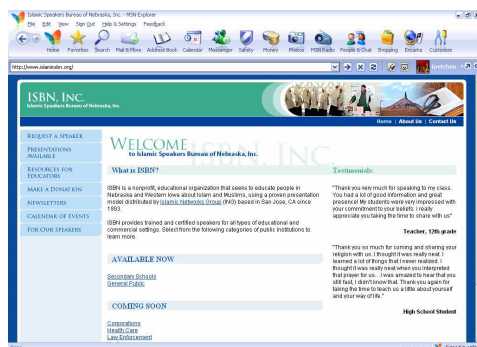 Islamic Speakers Bureau of Nebraska, Inc. - MSN Explorer
File Edit View Sign Out Help & Settings Feedback
Home Favorites Search Mail & More Address Book Calendar Messenger Safety Money Photos MSN Radio People & Chat Shopping Encarta Customize
http://www.islamicisbn.org/
Gretchen
ISBN, INC.
Islamic Speakers Bureau of Nebraska, Inc.
Home | About Us | Contact Us
REQUEST A SPEAKER
PRESENTATIONS
AVAILABLE
RESOURCES FOR
EDUCATORS
MAKE A DONATION
NEWSLETTERS
CALENDAR OF EVENTS
FOR OUR SPEAKERS
ISBN, INC.
WELCOME
to Islamic Speakers Bureau of Nebraska, Inc.
What is ISBN?
ISBN is a nonprofit, educational organization that seeks to educate people in
Nebraska and Western Iowa about Islam and Muslims, using a proven presentation
model distributed by Islamic Networks Group (ING) based in San Jose, CA since
1993.
ISBN provides trained and certified speakers for all types of educational and
commercial settings. Select from the following categories of public institutions to
learn more.
AVAILABLE NOW
Secondary Schools
General Public
COMING SOON
Corporations
Health Care
Law Enforcement
Testimonials:
"Thank you very much for speaking to my class.
You had a lot of good information and great
presence! My students were very impressed with
your commitment to your beliefs. I really
appreciate you taking the time to share with us"
Teacher, 12th grade
"Thank you so much for coming and sharing your
religion with us. I thought it was really neat. I
learned a lot of things that I never realized. I
thought it was really neat when you interpreted
that prayer for us. ..I was amazed to hear that you
still fast, I didn't know that. Thank you again for
taking the time to teach us a little about yourself
and your way of life."
High School Student